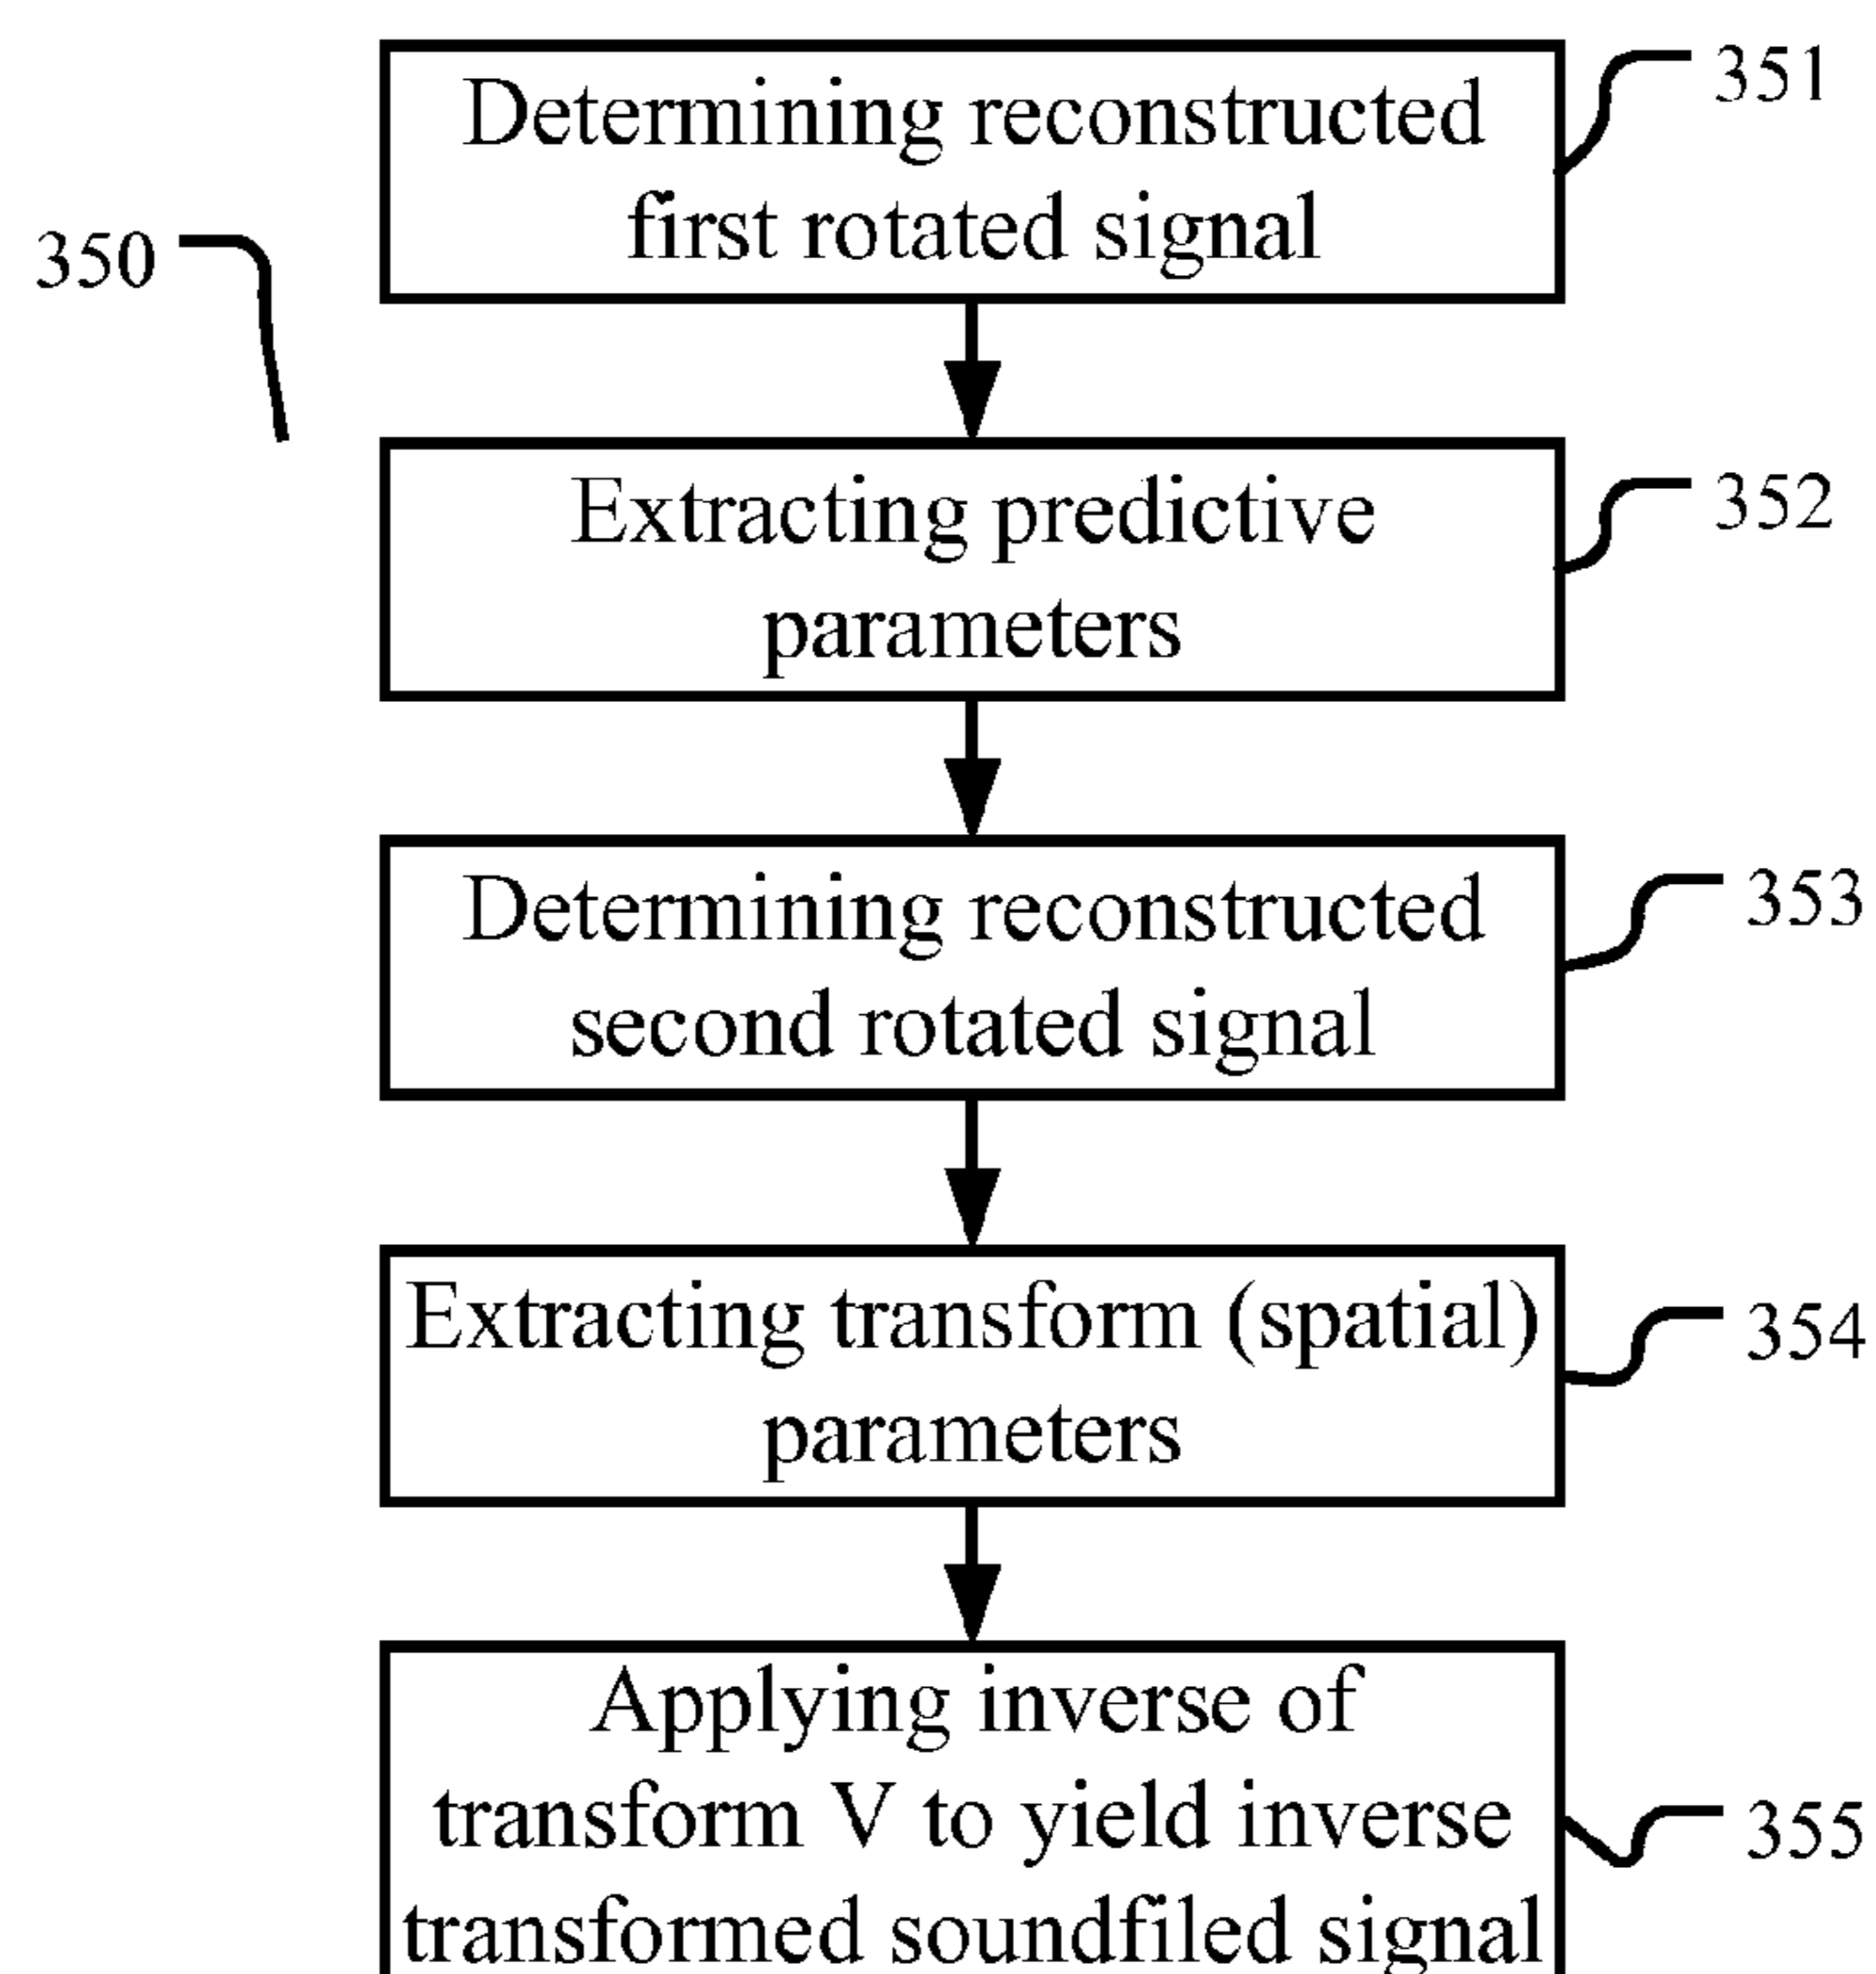 Determining reconstructed
first rotated signal
351
350
Extracting predictive
parameters
352
Determining reconstructed
second rotated signal
353
Extracting transform (spatial)
parameters
354
Applying inverse of
transform V to yield inverse
transformed soundfiled signal
355